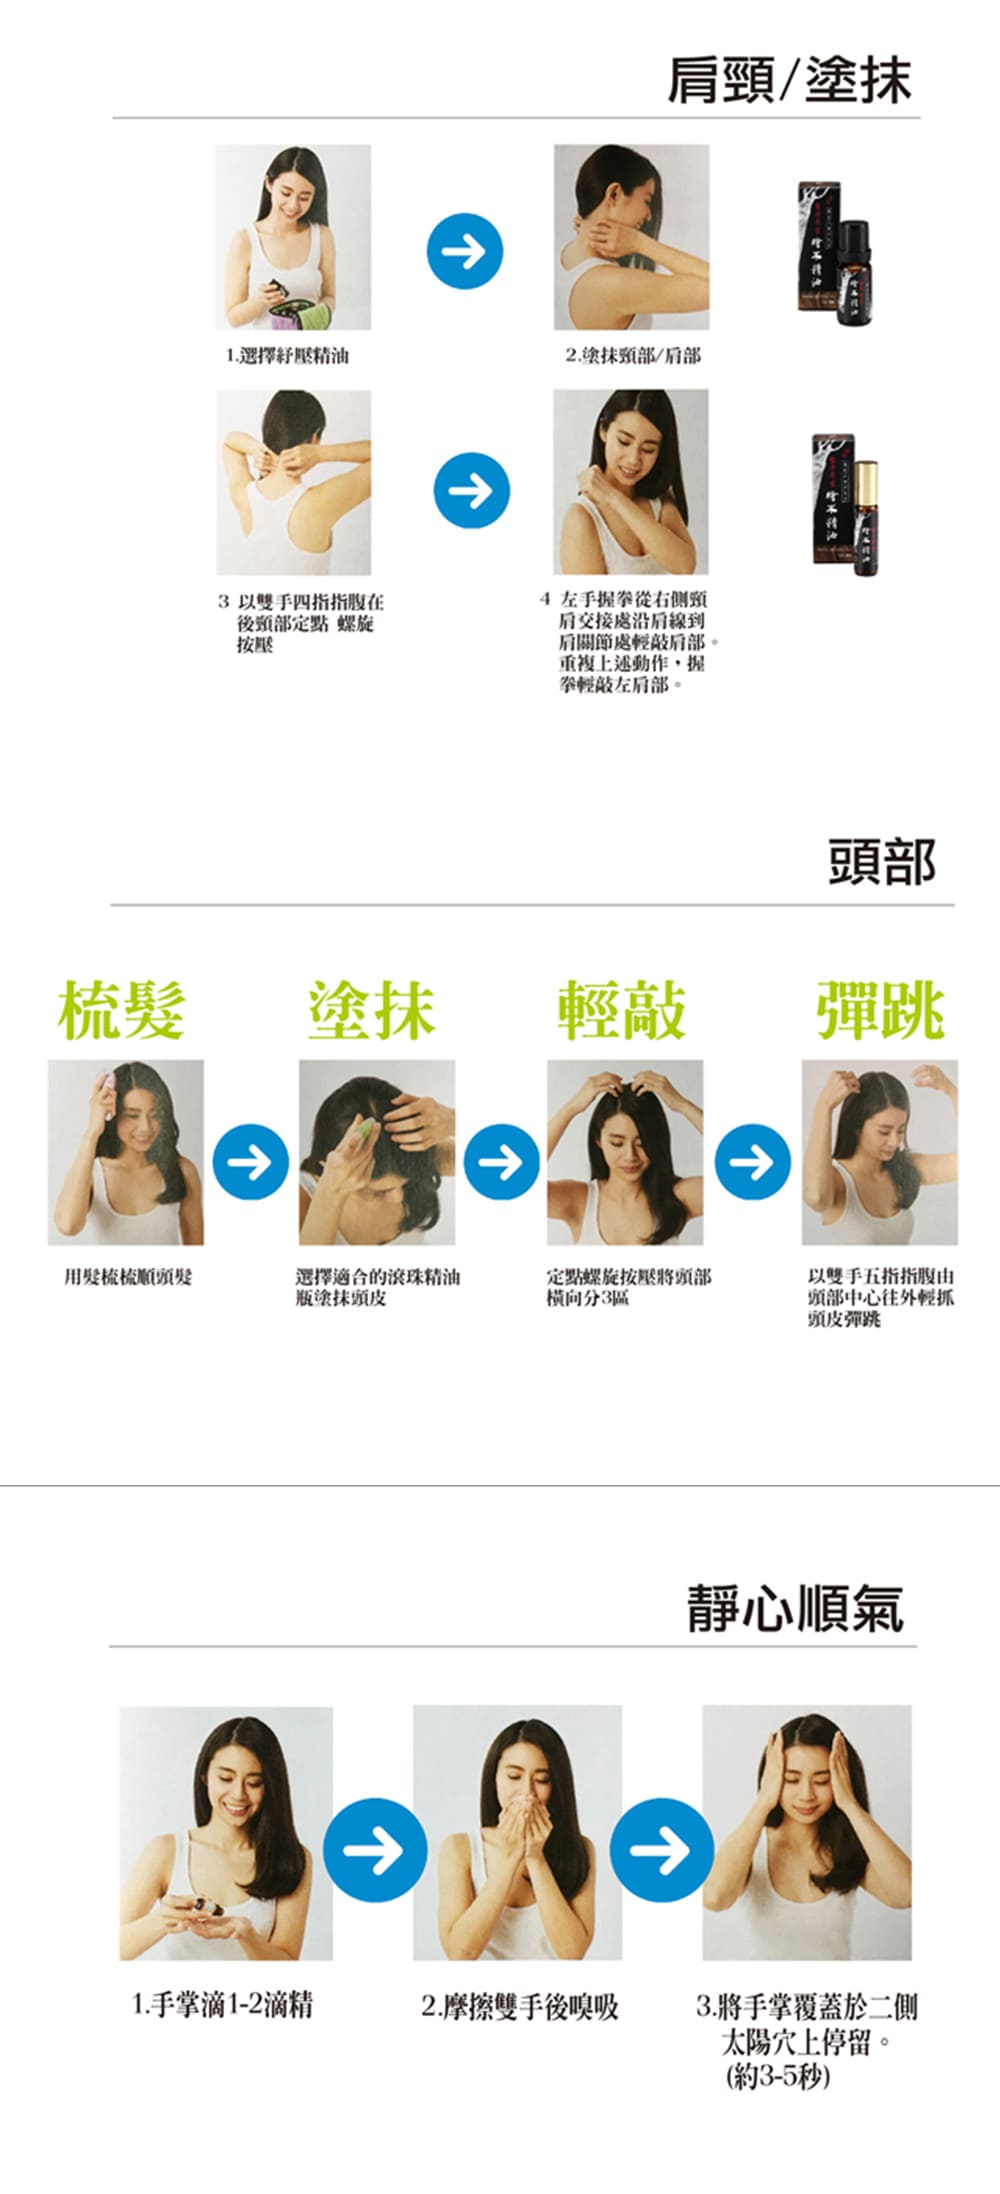 肩頸/塗抹
1.選擇紓壓精油
2.塗抹頸部/肩部
3 以雙手四指指腹在
後頸部定點 螺旋
按壓
4 左手握拳從右側頸
肩交接處沿肩線到
肩關節處輕敲肩部。
重複上述動作，握
拳輕敲左肩部。
頭部
梳髮
塗抹
輕敲
彈跳
用髮梳梳順頭髮
選擇適合的滾珠精油
瓶塗抹頭皮
定點螺旋按壓將頭部
橫向分3區
以雙手五指指腹由
頭部中心往外輕抓
頭皮彈跳
靜心順氣
1.手掌滴1-2滴精
2.摩擦雙手後嗅吸
3.將手掌覆蓋於二側
太陽穴上停留。
(約3-5秒)